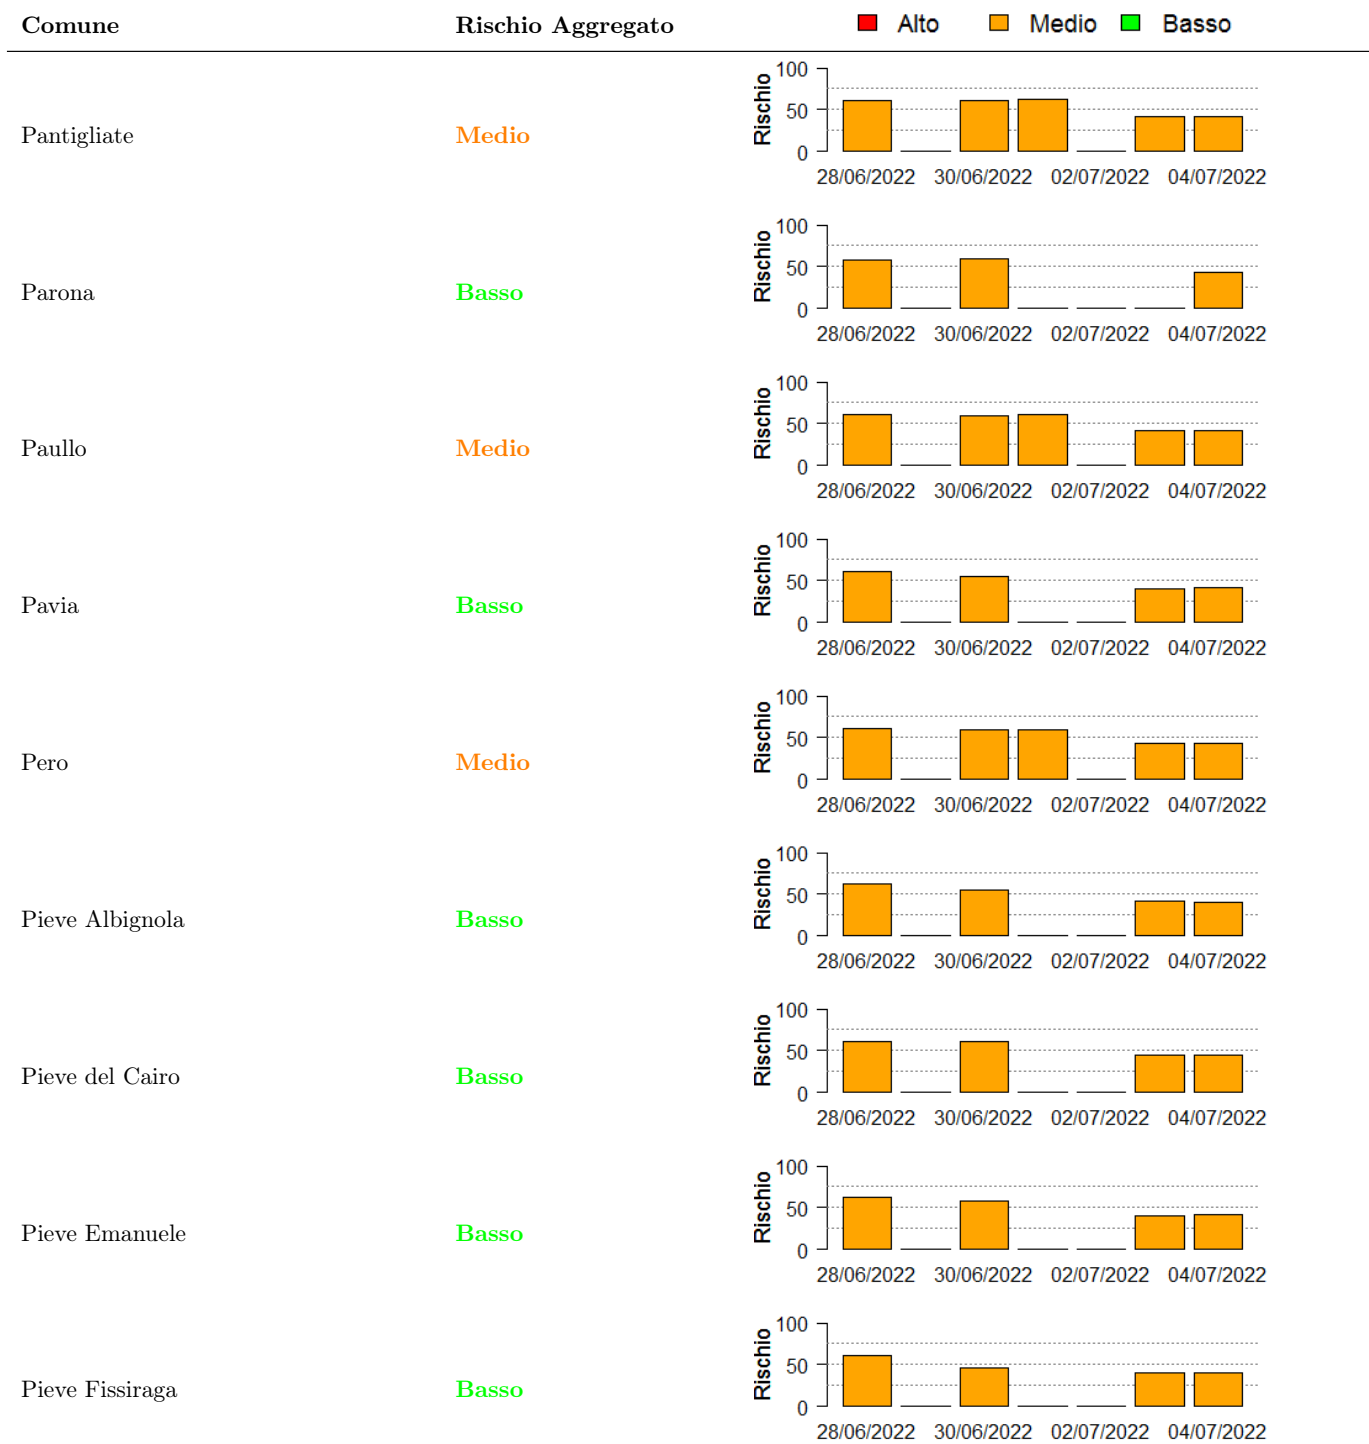 Comune Rischio Aggregato Alto Medio Basso
100
50
0
Rischio
Pantigliate Medio
28/06/2022 30/06/2022 02/07/2022 04/07/2022
100
50
0
Rischio
Parona Basso
28/06/2022 30/06/2022 02/07/2022 04/07/2022
100
50
0
Rischio
Paullo Medio
28/06/2022 30/06/2022 02/07/2022 04/07/2022
100
50
0
Rischio
Pavia Basso
28/06/2022 30/06/2022 02/07/2022 04/07/2022
100
50
0
Rischio
Pero Medio
28/06/2022 30/06/2022 02/07/2022 04/07/2022
100
50
0
Rischio
Pieve Albignola Basso
28/06/2022 30/06/2022 02/07/2022 04/07/2022
100
50
0
Rischio
Pieve del Cairo Basso
28/06/2022 30/06/2022 02/07/2022 04/07/2022
100
50
0
Rischio
Pieve Emanuele Basso
28/06/2022 30/06/2022 02/07/2022 04/07/2022
100
50
0
Rischio
Pieve Fissiraga Basso
28/06/2022 30/06/2022 02/07/2022 04/07/2022